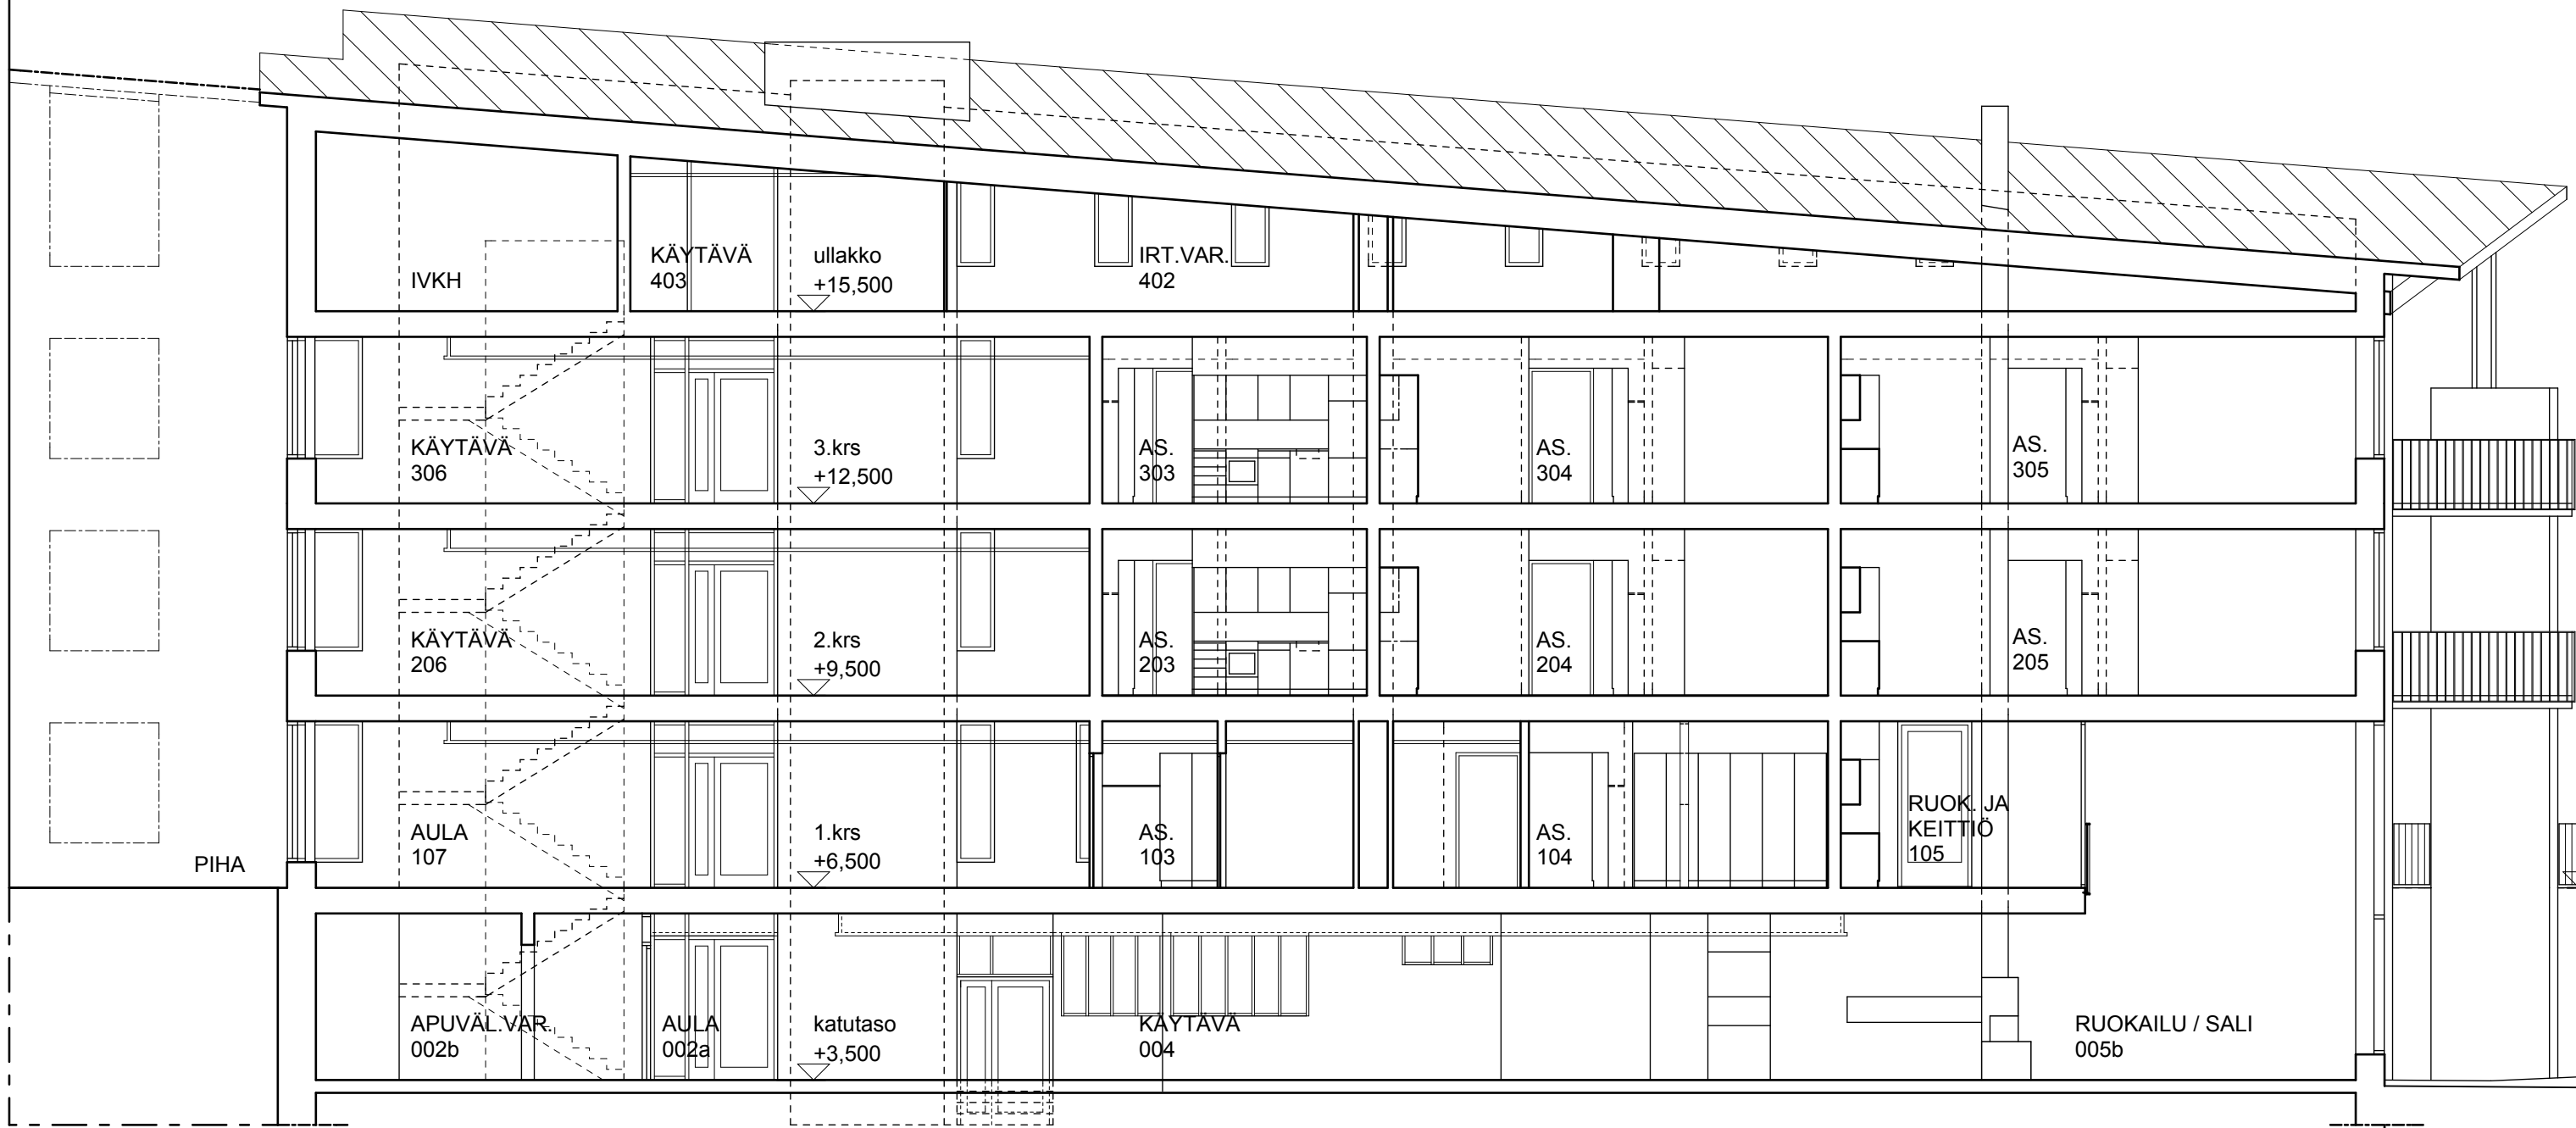 IVKH
KÄYTÄVÄ
403
ullakko
+15,500
IRT.VAR.
402
KÄYTÄVÄ
306
3.krs
+12,500
AS.
303
AS.
304
AS.
305
KÄYTÄVÄ
206
2.krs
+9,500
AS.
203
AS.
204
AS.
205
PIHA
AULA
107
1.krs
+6,500
AS.
103
AS.
104
RUOK. JA
KEITTIÖ
105
APUVÄL.VAR.
002b
AULA
002a
katutaso
+3,500
KÄYTÄVÄ
004
RUOKAILU / SALI
005b